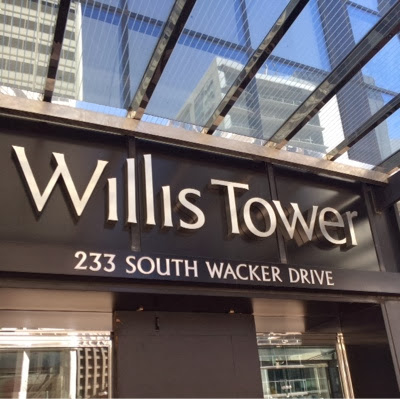 Willis Tower
233 SOUTH WACKER DRIVE